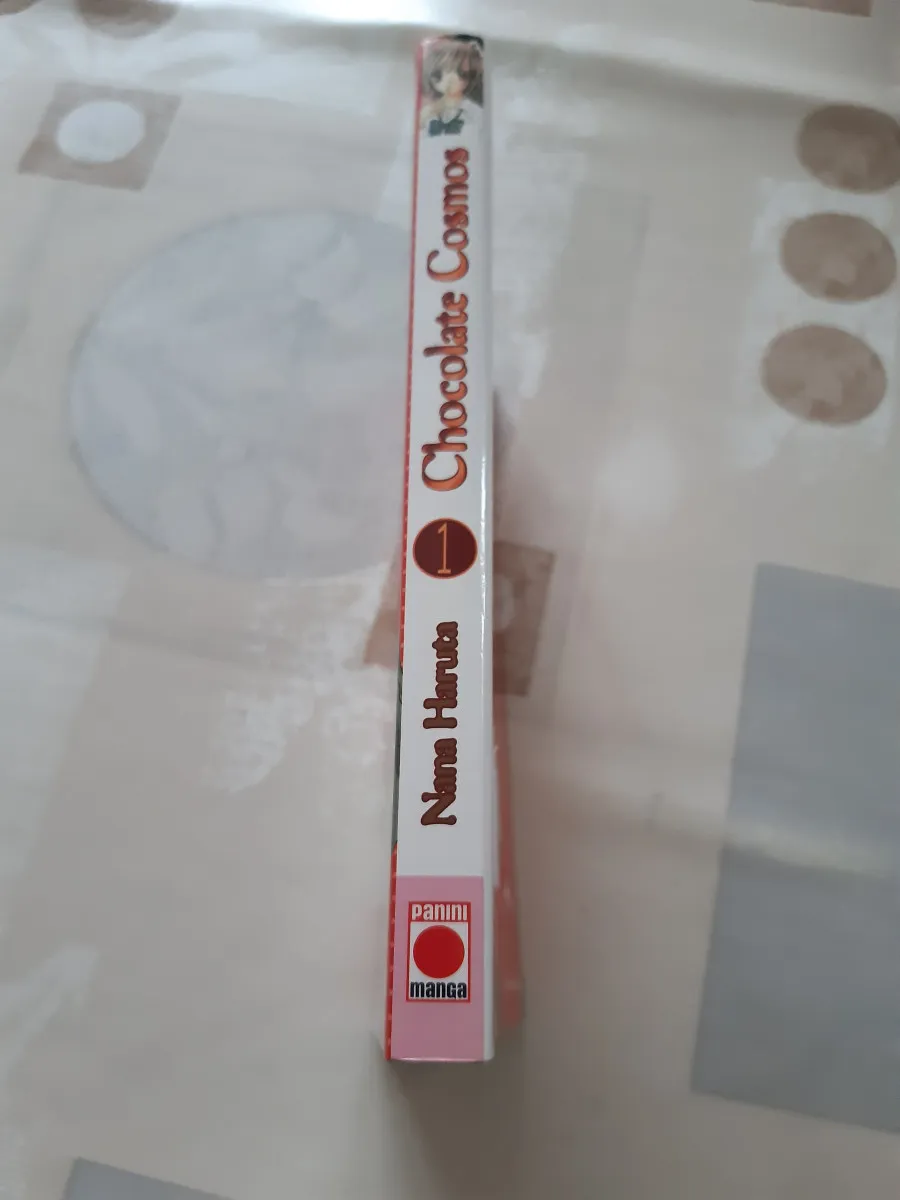 Chocolate Cosmos
1
Nana Haruta
panini
manga